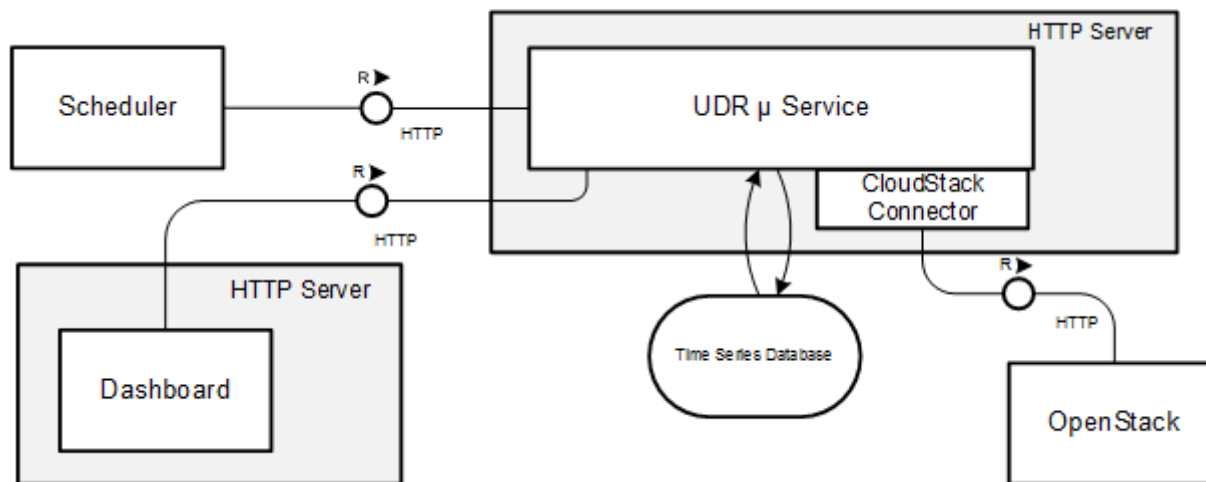 HTTP Server
Scheduler
R
HTTP
UDR µ Service
R
HTTP
CloudStack
Connector
HTTP Server
Dashboard
Time Series Database
R
HTTP
OpenStack